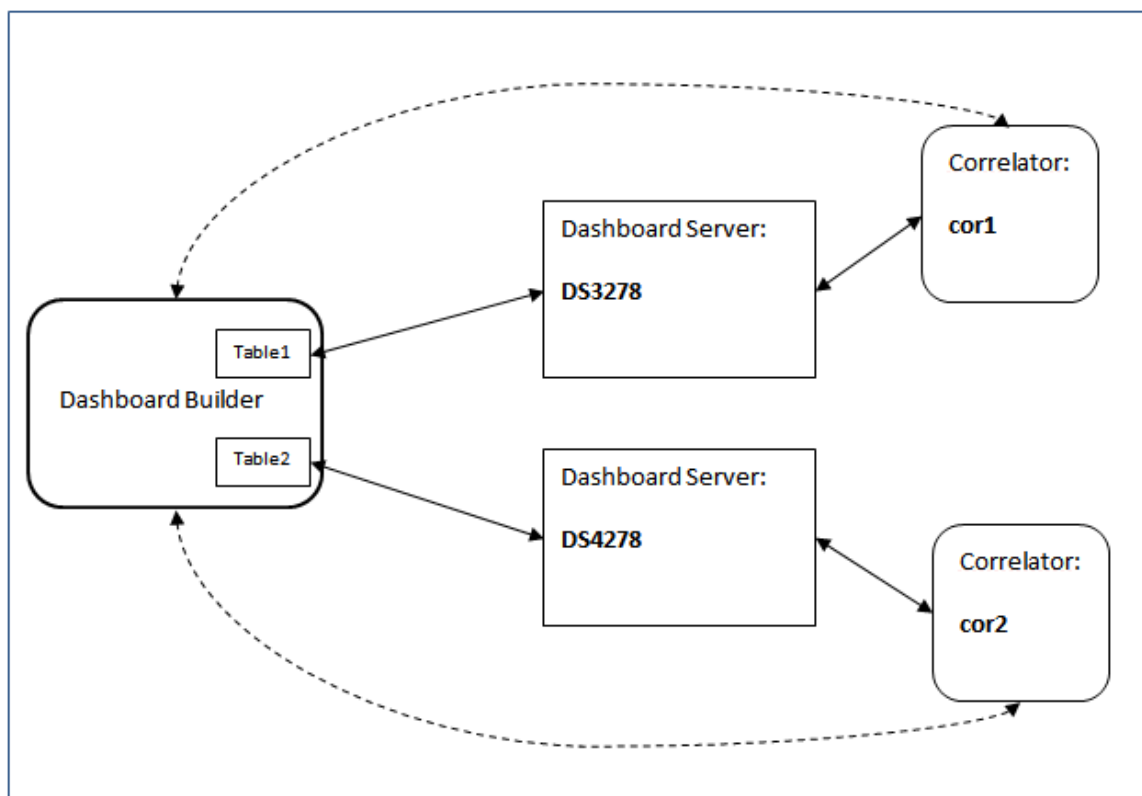 Correlator:
cor1
Dashboard Server:
DS3278
Table1
Dashboard Builder
Table2
Dashboard Server:
DS4278
Correlator:
cor2